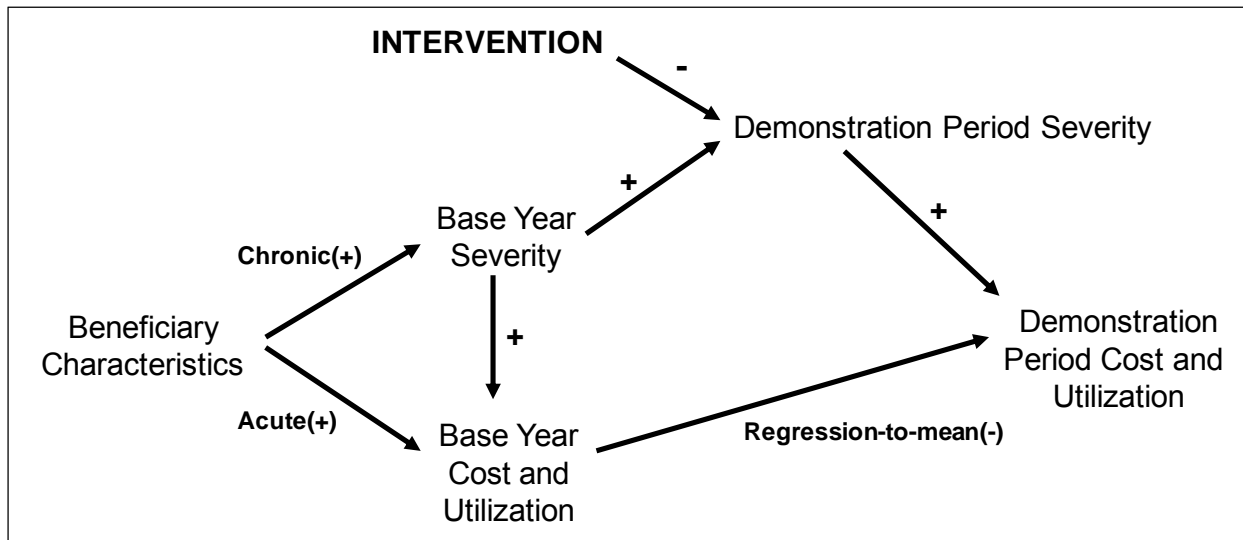 INTERVENTION
-
Demonstration Period Severity
+
+
Base Year
Severity
Chronic(+)
Beneficiary
Characteristics
+
Demonstration
Period Cost and
Utilization
Acute(+)
Base Year
Cost and
Utilization
Regression-to-mean(-)